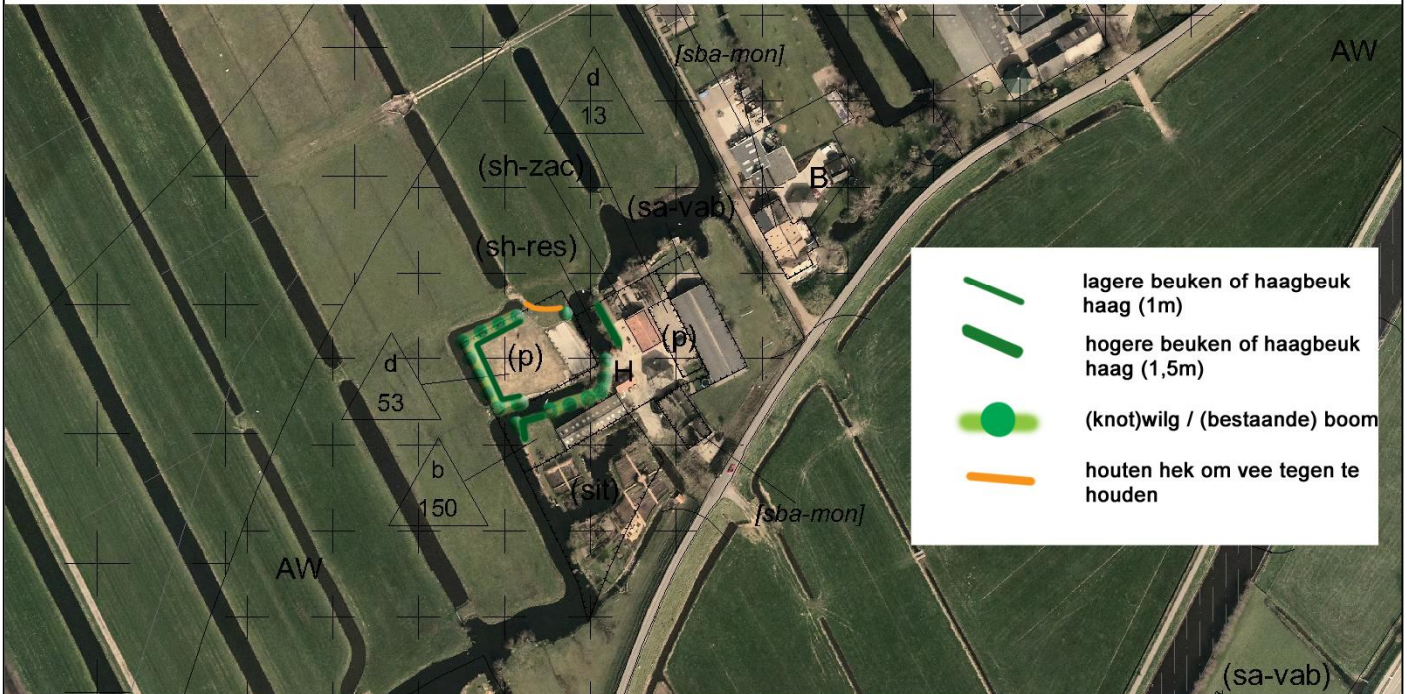 [sba-mon]
AW
d
13
(sh-zac)
B
(sa-vab)
(sh-res)
lagere beuken of haagbeuk
haag (1m)
hogere beuken of haagbeuk
haag (1,5m)
(knot)wilg / (bestaande) boom
houten hek om vee tegen te
houden
(p)
(p)
H
d
53
b
150
(sit)
[sba-mon]
AW
(sa-vab)